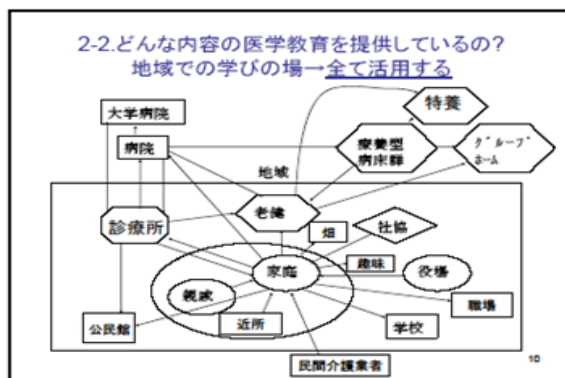 2-2.どんな内容の医学教育を提供しているの?
地域での学びの場→全て活用する
特養
大学病院
病院
療養型
病床群
グループ
ホーム
地域
老健
診療所
畑
社協
家庭
趣味
役場
親戚
職場
近所
公民館
学校
民間介護業者
10